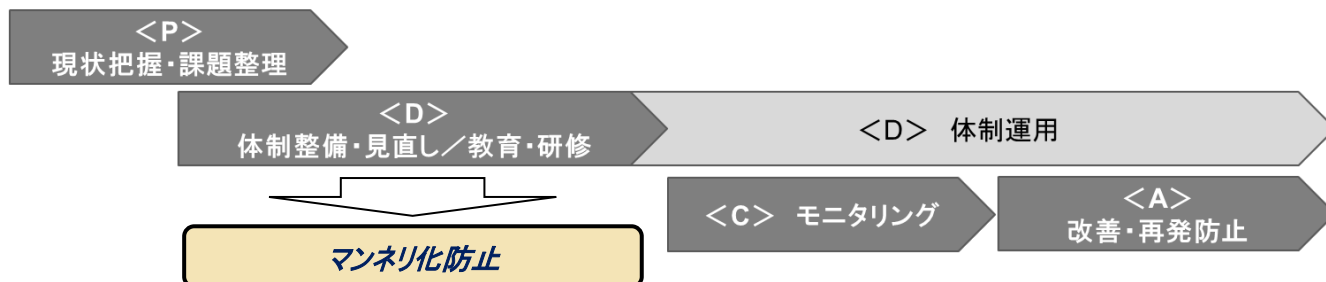 ＜P＞
現状把握・課題整理
＜D＞
体制整備・見直し／教育・研修
＜D＞　体制運用
＜C＞　モニタリング
＜A＞
改善・再発防止
マンネリ化防止